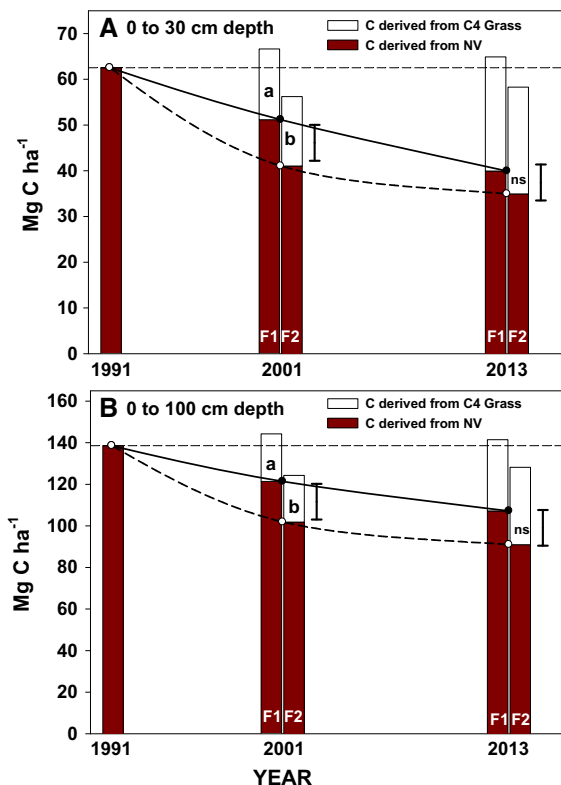 A 0 to 30 cm depth
C derived from C4 Grass
C derived from NV
70
60
50
40
30
20
10
0
Mg C ha-1
a
b
ns
F1 F2
F1 F2
1991 2001 2013
B 0 to 100 cm depth
C derived from C4 Grass
C derived from NV
160
140
120
100
80
60
40
20
0
Mg C ha-1
a
b
ns
F1 F2
F1 F2
1991 2001 2013
YEAR